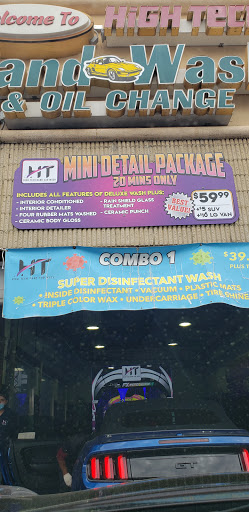 elcome To HIGH TEC
and Was
& OIL CHANGE
HT
MINI DETAIL PACKAGE
20 MINS ONLY
INCLUDES ALL FEATURES OF DELUXE WASH PLUS:
- INTERIOR CONDITIONED
- INTERIOR DETAILER
- FOUR RUBBER MATS WASHED
- CERAMIC BODY GLOSS
- RAIN SHIELD GLASS
TREATMENT
- CERAMIC PUNCH
BEST
VALUE!
$5999
+$5 SUV
+$10 LG VAN
HT
COMBO 1
$39.
PLUS
SUPER DISINFECTANT WASH
• INSIDE DISINFECTANT • VACUUM • PLASTIC MATS
• TRIPLE COLOR WAX • UNDERCARRIAGE • TIRE SHINE
HT
GT